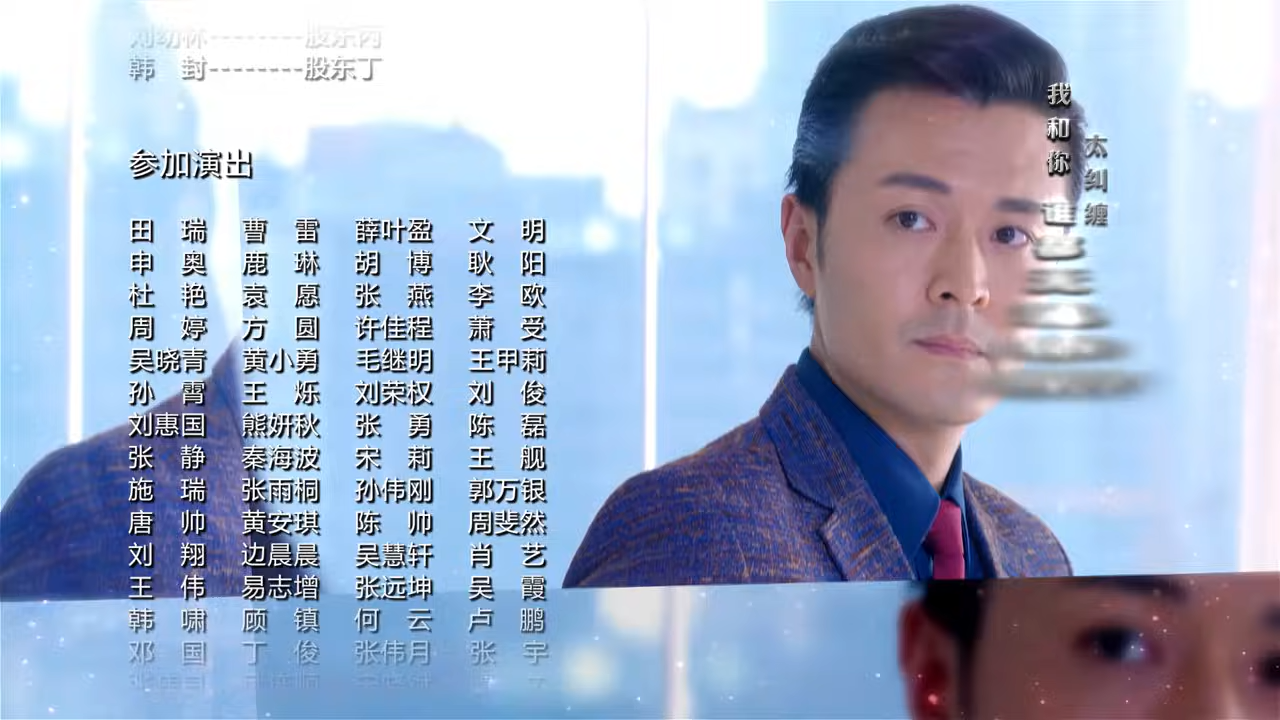 韩 封--------股东丁
参加演出
田 瑞 曹 雷 薛叶盈 文 明
申 奥 鹿 琳 胡 博 耿 阳
杜 艳 袁 愿 张 燕 李 欧
周 婷 方 圆 许佳程 萧 受
吴晓青 黄小勇 毛继明 王甲莉
孙 霄 王 烁 刘荣权 刘 俊
刘惠国 熊妍秋 张 勇 陈 磊
张 静 秦海波 宋 莉 王 舰
施 瑞 张雨桐 孙伟刚 郭万银
唐 帅 黄安琪 陈 帅 周斐然
刘 翔 边晨晨 吴慧轩 肖 艺
王 伟 易志增 张远坤 吴 霞
韩 啸 顾 镇 何 云 卢 鹏
邓 国 丁 俊 张伟月 张 宇
太纠缠
我和你